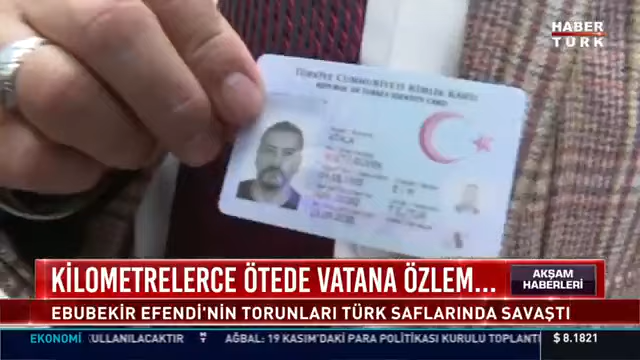 HABER
TÜRK
TÜRKİYE CUMHURİYETİ KİMLİK KARTI
REPUBLIC OF TURKEY IDENTITY CARD
KİLOMETRELERCE ÖTEDE VATANA ÖZLEM...
AKŞAM
HABERLERİ
EBUBEKİR EFENDİ'NİN TORUNLARI TÜRK SAFLARINDA SAVAŞTI
EKONOMİ KULLANILACAKTIR AĞBAL: 19 KASIM'DAKİ PARA POLİTİKASI KURULU TOPLANTI $ 8.1821